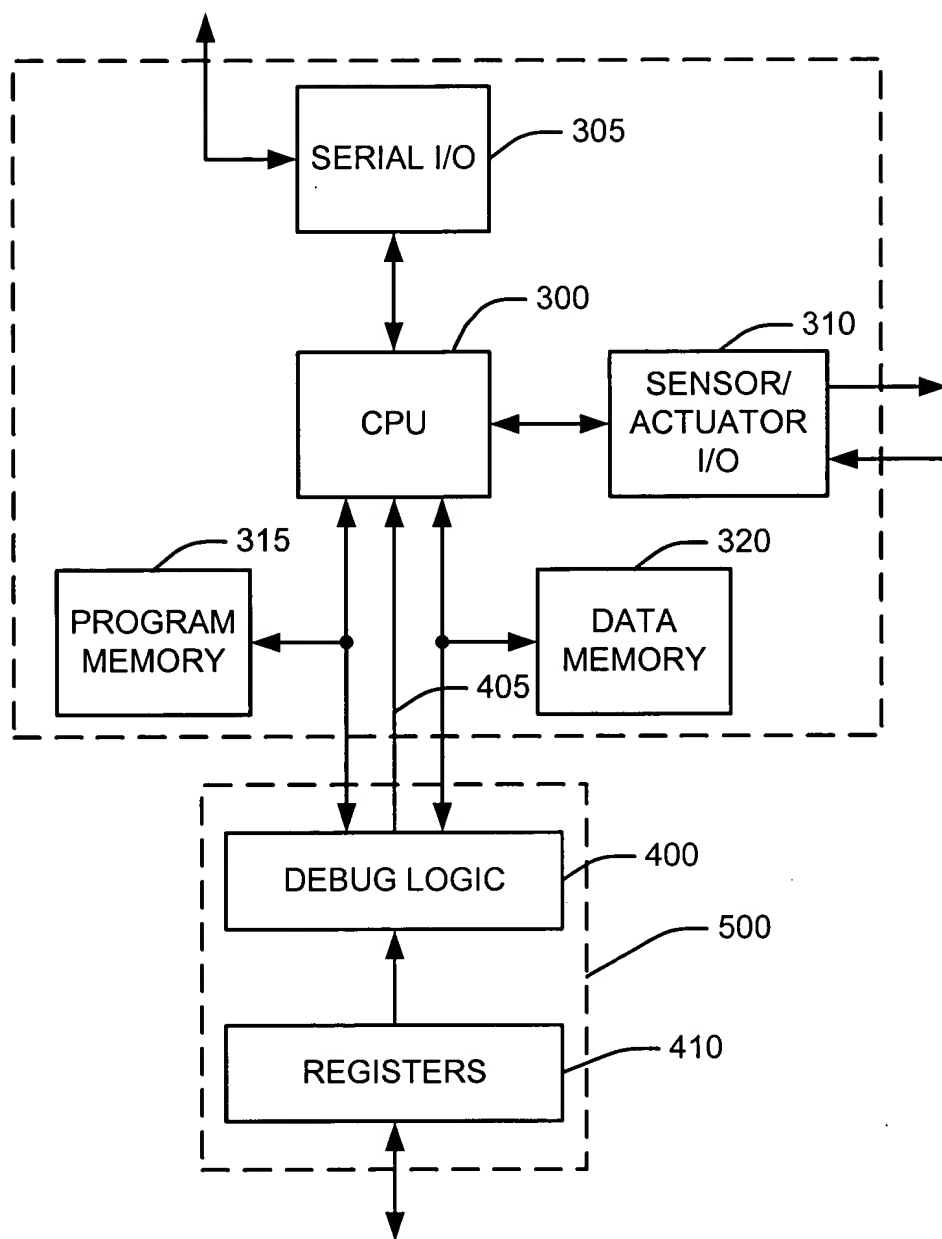 305
SERIAL I/O
300
310
CPU
SENSOR/
ACTUATOR
I/O
315
320
PROGRAM
MEMORY
DATA
MEMORY
405
DEBUG LOGIC
400
500
REGISTERS
410